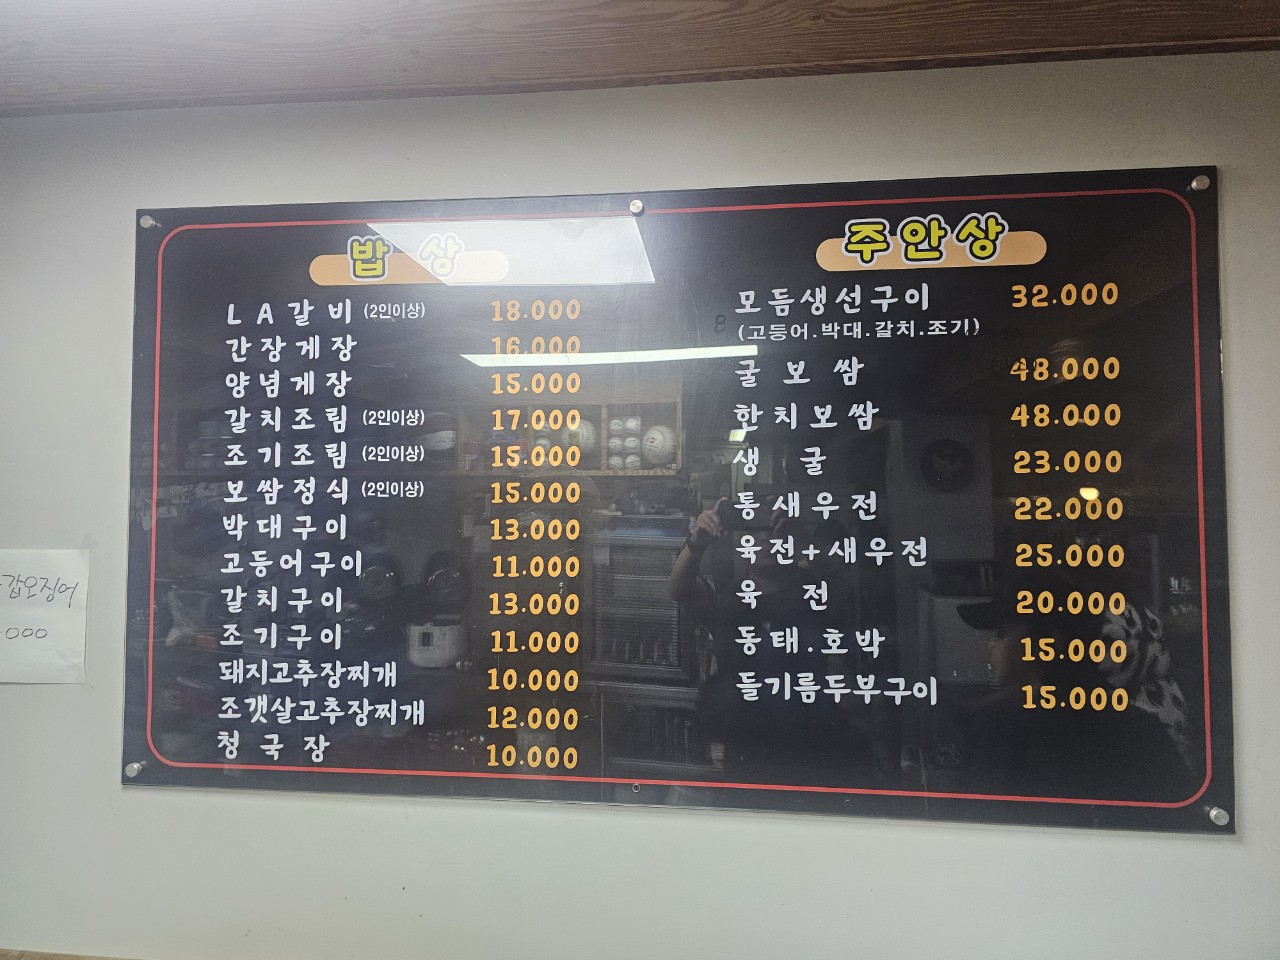 밥 상
LA갈비 (2인이상) 18.000
간장게장 16.000
양념게장 15.000
갈치조림 (2인이상) 17.000
조기조림 (2인이상) 15.000
보쌈정식 (2인이상) 15.000
박대구이 13.000
고등어구이 11.000
갈치구이 13.000
조기구이 11.000
돼지고추장찌개 10.000
조갯살고추장찌개 12.000
청국장 10.000
주안상
모듬생선구이 32.000
(고등어.박대.갈치.조기)
굴보쌈 48.000
한치보쌈 48.000
생굴 23.000
통새우전 22.000
육전+새우전 25.000
육전 20.000
동태.호박 15.000
들기름두부구이 15.000
갑오징어
000